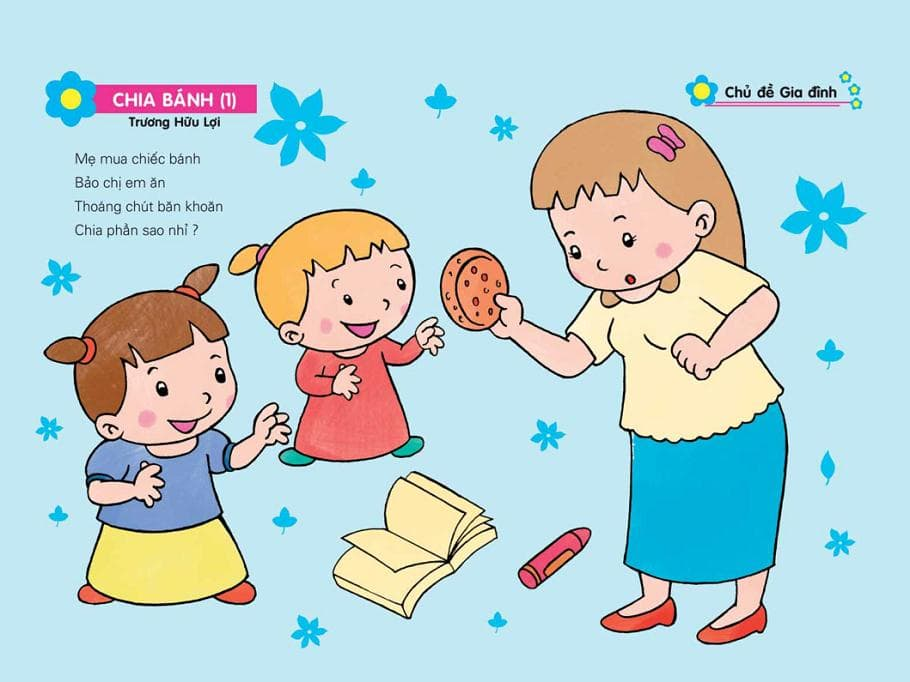 CHIA BÁNH (1)
Trương Hữu Lợi
Chủ đề Gia đình
Mẹ mua chiếc bánh
Bảo chị em ăn
Thoáng chút băn khoăn
Chia phần sao nhỉ ?